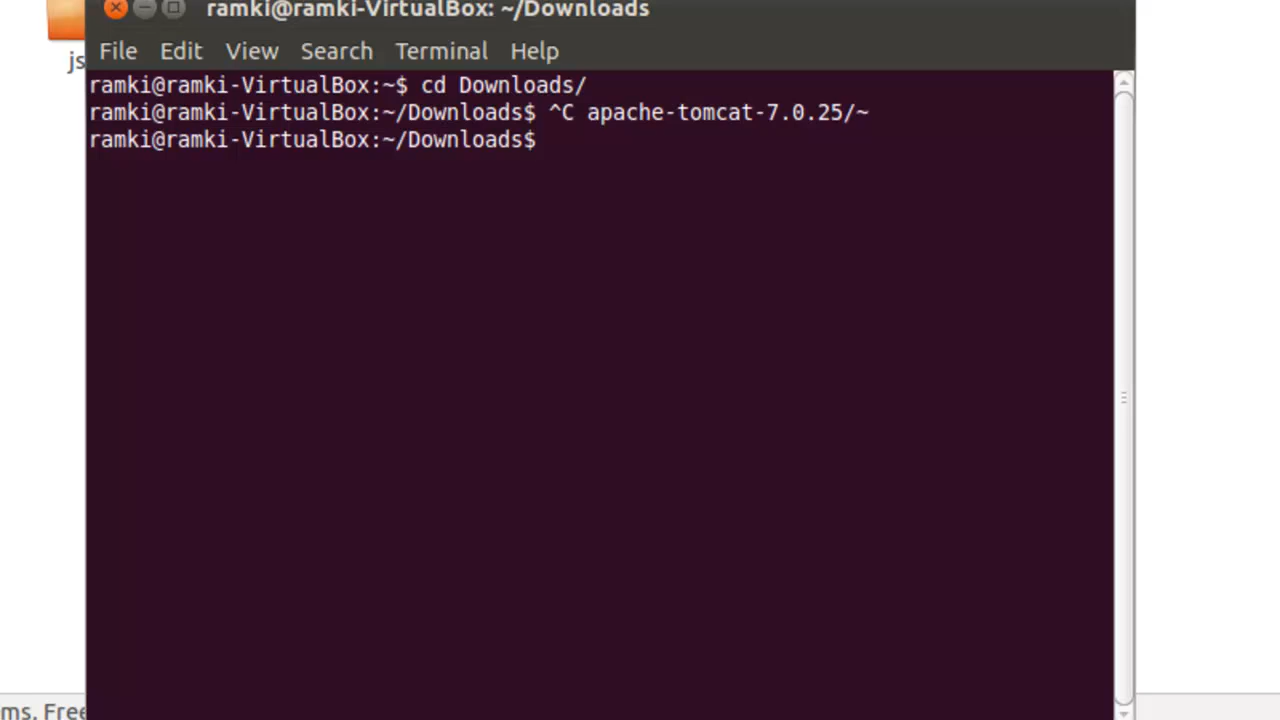 ramki@ramki-VirtualBox: ~/Downloads
js
File Edit View Search Terminal Help
ramki@ramki-VirtualBox:~$ cd Downloads/
ramki@ramki-VirtualBox:~/Downloads$ ^C apache-tomcat-7.0.25/~
ramki@ramki-VirtualBox:~/Downloads$
ms, Free